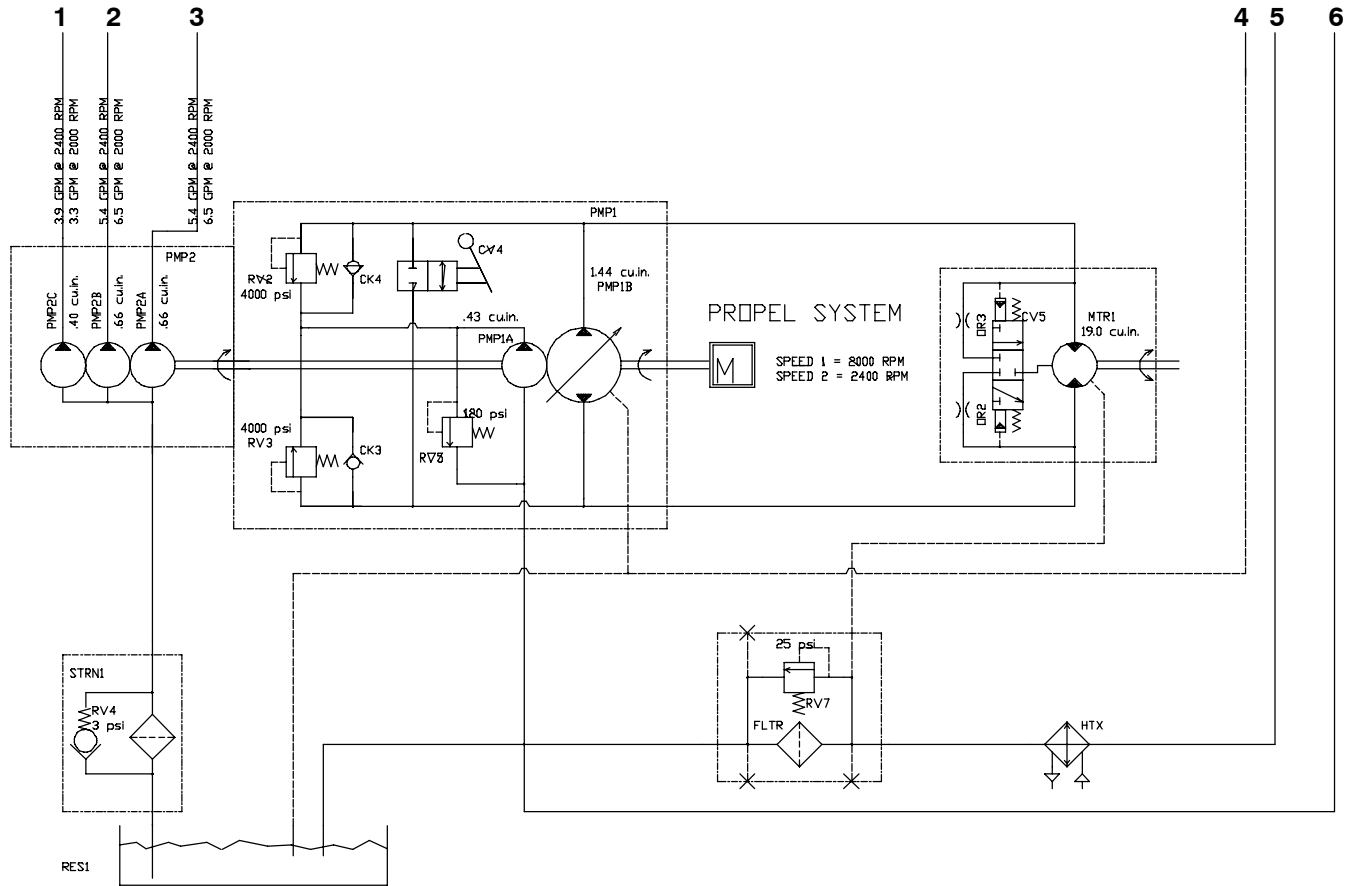 1 2 3 4 5 6
3.9 GPM @ 2400 RPM
3.3 GPM @ 2000 RPM
5.4 GPM @ 2400 RPM
6.5 GPM @ 2000 RPM
5.4 GPM @ 2400 RPM
6.5 GPM @ 2000 RPM
PMP2
PMP2C
.40 cu.in.
PMP2B
.66 cu.in.
PMP2A
.66 cu.in.
PMP1
RV2
4000 psi
CK4
CV4
1.44 cu.in.
PMP1B
.43 cu.in.
PMP1A
4000 psi
RV3
CK3
180 psi
PROPEL SYSTEM
M
SPEED 1 = 2000 RPM
SPEED 2 = 2400 RPM
OR3
CV5
MTR1
19.0 cu.in.
OR2
STRN1
RV4
3 psi
25 psi
RV7
FLTR
HTX
RES1